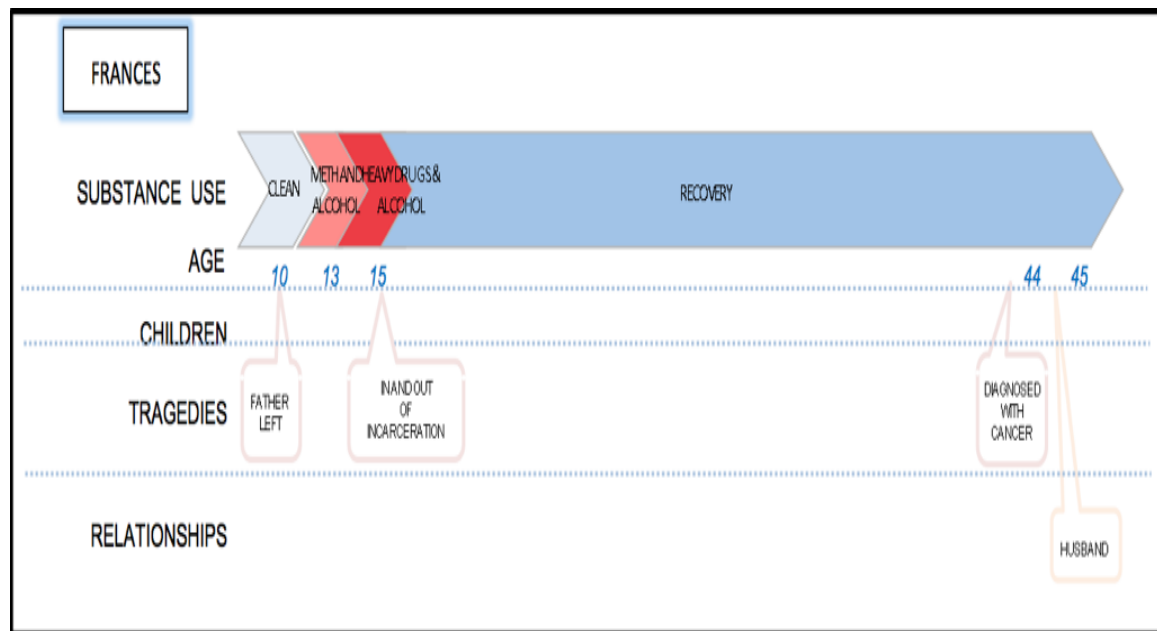 FRANCES
SUBSTANCE USE
CLEAN
METH AND
ALCOHOL
HEAVY DRUGS &
ALCOHOL
RECOVERY
AGE
10 13 15 44 45
CHILDREN
TRAGEDIES
FATHER
LEFT
IN AND OUT
OF
INCARCERATION
DIAGNOSED
WITH
CANCER
RELATIONSHIPS
HUSBAND